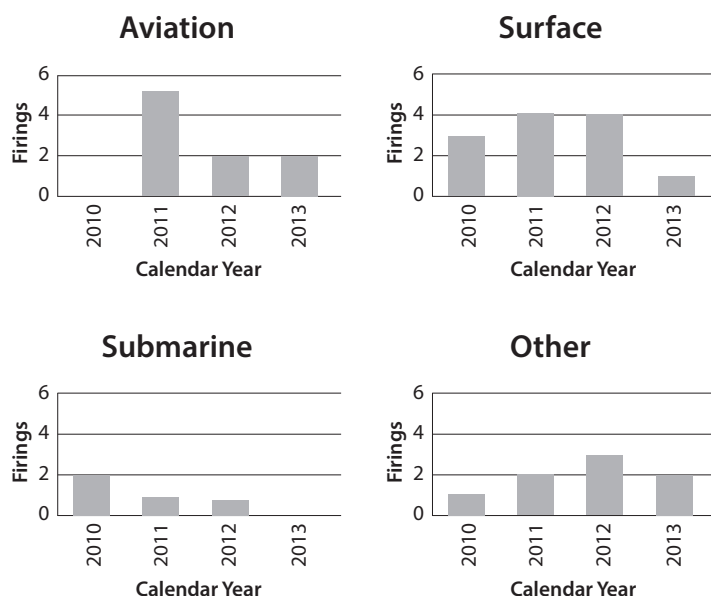 Aviation
Firings
6
4
2
0
2010
2011
2012
2013
Calendar Year
Surface
Firings
6
4
2
0
2010
2011
2012
2013
Calendar Year
Submarine
Firings
6
4
2
0
2010
2011
2012
2013
Calendar Year
Other
Firings
6
4
2
0
2010
2011
2012
2013
Calendar Year